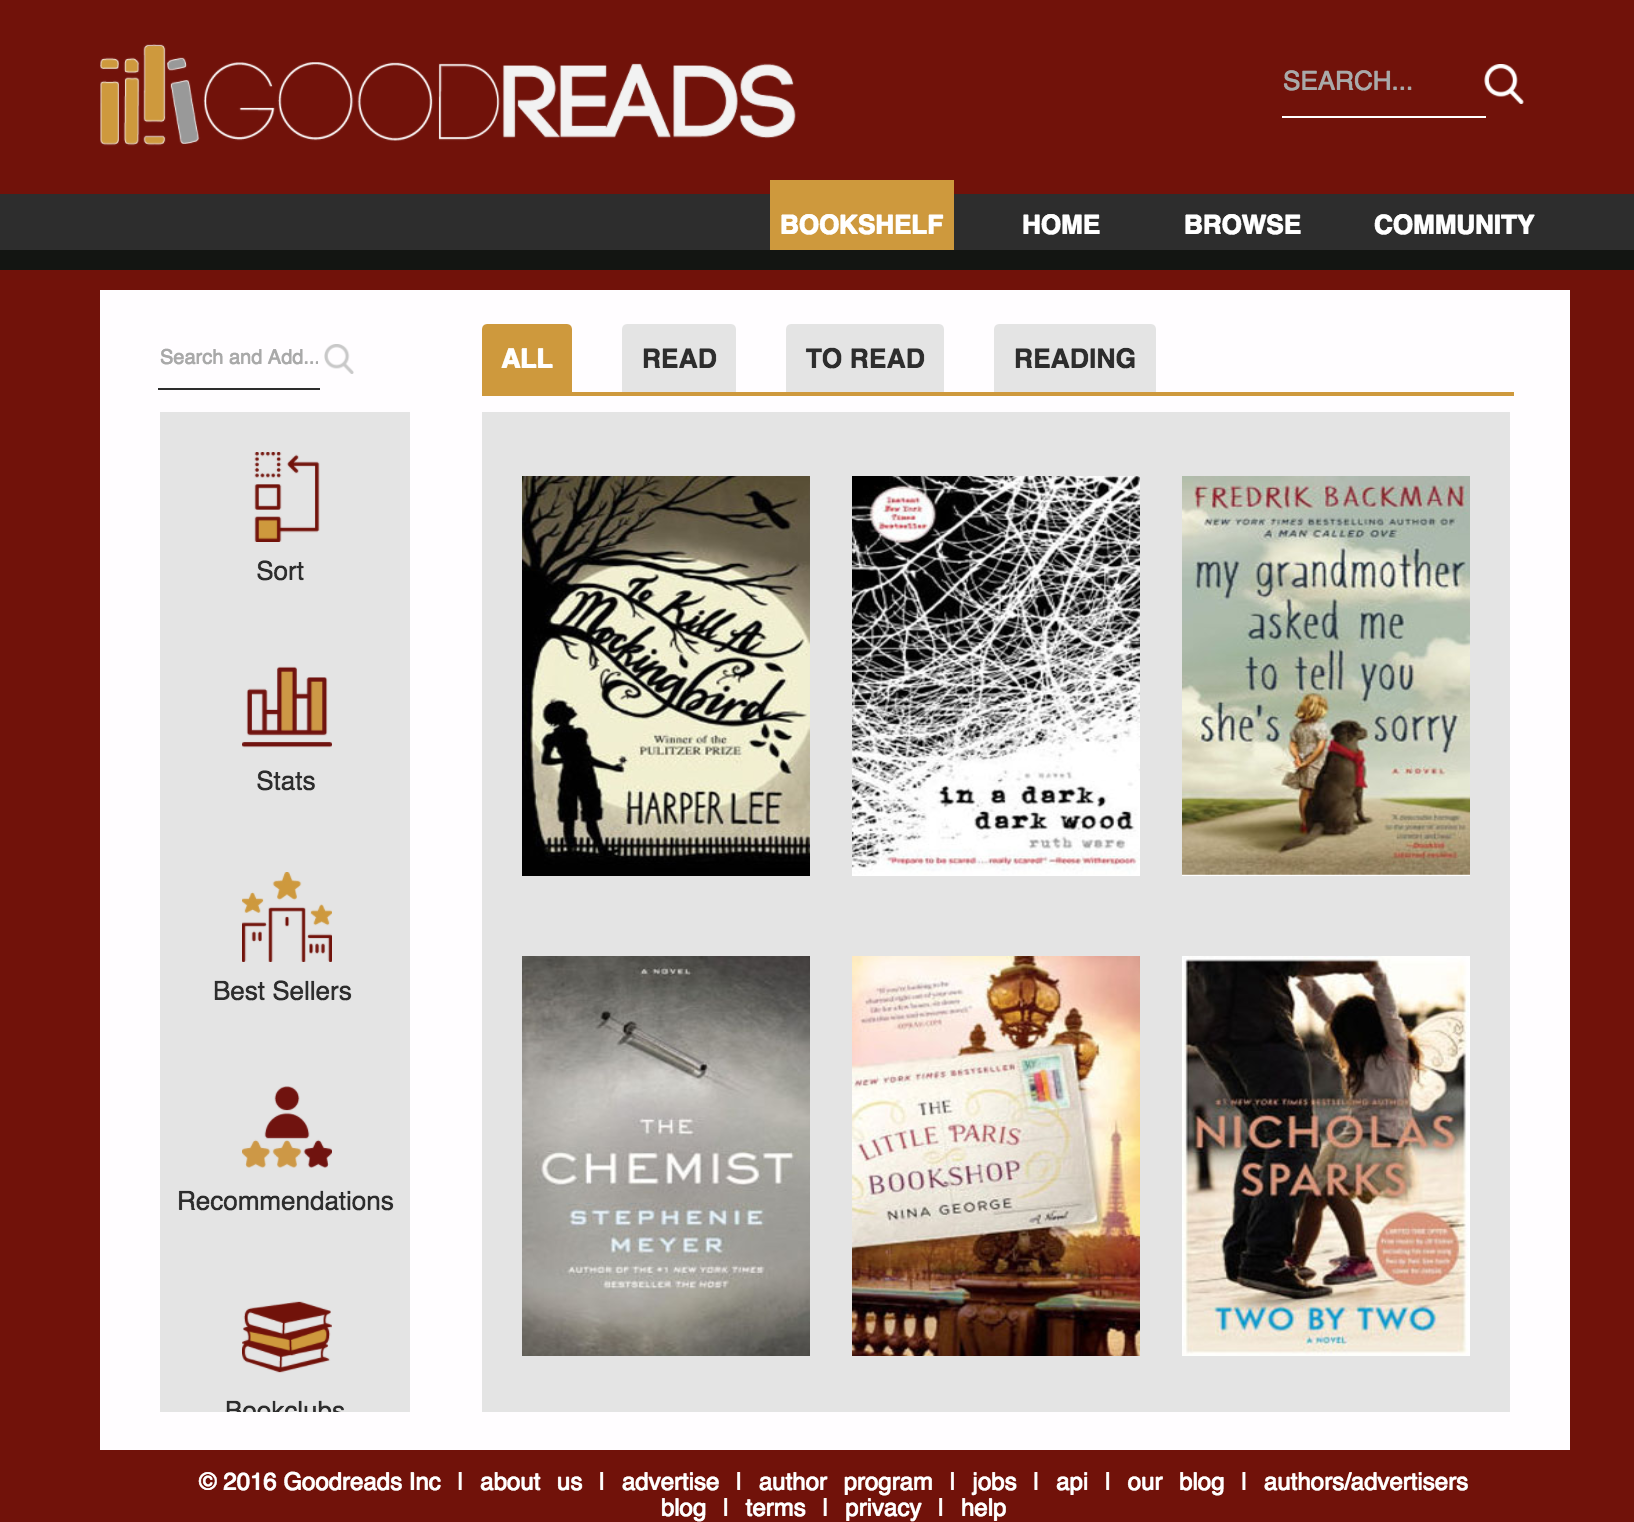 GOODREADS
SEARCH...
BOOKSHELF HOME BROWSE COMMUNITY
Search and Add...
ALL READ TO READ READING
Sort
Stats
Best Sellers
Recommendations
Bookclubs
To Kill A
Mockingbird
Winner of the
PULITZER PRIZE
HARPER LEE
Instant
New York
Times
Bestseller
a novel
in a dark,
dark wood
ruth ware
"Prepare to be scared ... really scared!" —Reese Witherspoon
FREDRIK BACKMAN
NEW YORK TIMES BESTSELLING AUTHOR OF
A MAN CALLED OVE
my grandmother
asked me
to tell you
she's sorry
A NOVEL
A NOVEL
THE
CHEMIST
STEPHENIE
MEYER
AUTHOR OF THE #1 NEW YORK TIMES
BESTSELLER THE HOST
NEW YORK TIMES BESTSELLER
THE
LITTLE PARIS
BOOKSHOP
NINA GEORGE
A Novel
#1 NEW YORK TIMES BESTSELLING AUTHOR
NICHOLAS
SPARKS
LIMITED TIME OFFER
TWO BY TWO
A NOVEL
© 2016 Goodreads Inc | about us | advertise | author program | jobs | api | our blog | authors/advertisers
blog | terms | privacy | help